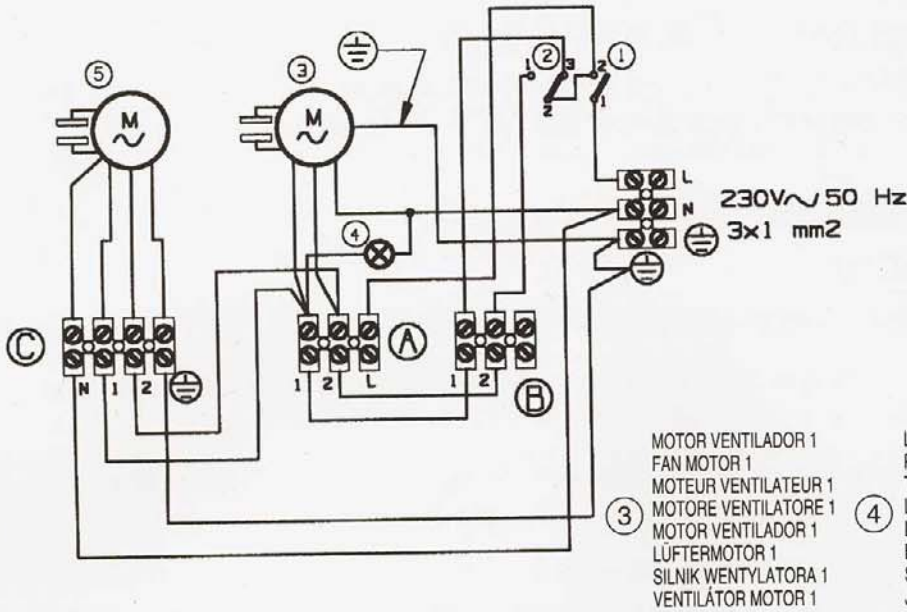 5
M
3
M
4
1
2
3
2
2
1
1
L
N
230V~ 50 Hz
3x1 mm2
C
N 1 2
1 2 L
A
1 2
B
3
MOTOR VENTILADOR 1
FAN MOTOR 1
MOTEUR VENTILATEUR 1
MOTORE VENTILATORE 1
MOTOR VENTILADOR 1
LÜFTERMOTOR 1
SILNIK WENTYLATORA 1
VENTILÁTOR MOTOR 1
4